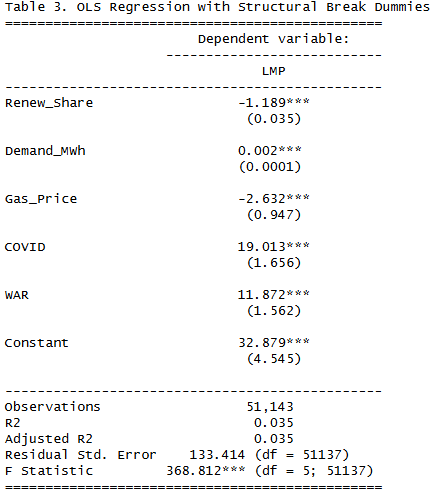 Table 3. OLS Regression with Structural Break Dummies
================================================
Dependent variable:
---------------------------
LMP
------------------------------------------------
Renew_Share -1.189***
(0.035)
Demand_MWh 0.002***
(0.0001)
Gas_Price -2.632***
(0.947)
COVID 19.013***
(1.656)
WAR 11.872***
(1.562)
Constant 32.879***
(4.545)
------------------------------------------------
Observations 51,143
R2 0.035
Adjusted R2 0.035
Residual Std. Error 133.414 (df = 51137)
F Statistic 368.812*** (df = 5; 51137)
================================================